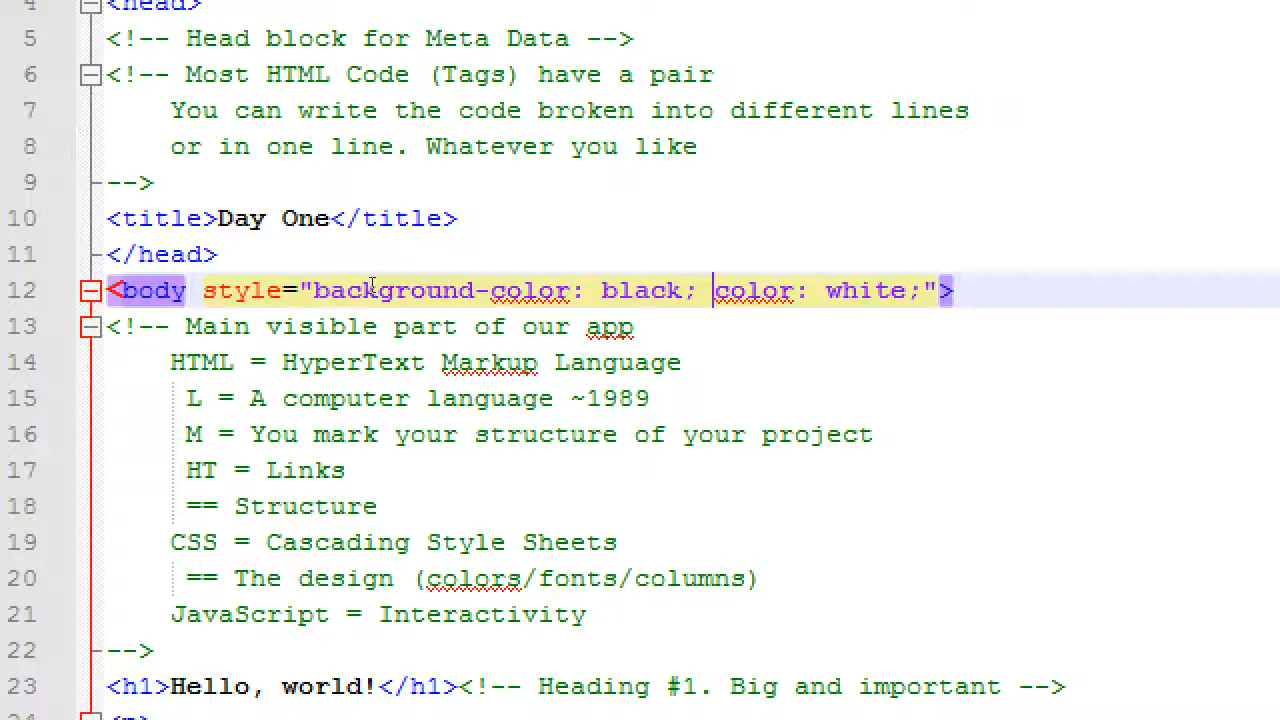 4 <head>
5 <!-- Head block for Meta Data -->
6 <!-- Most HTML Code (Tags) have a pair
7 You can write the code broken into different lines
8 or in one line. Whatever you like
9 -->
10 <title>Day One</title>
11 </head>
12 <body style="background-color: black; color: white;">
13 <!-- Main visible part of our app
14 HTML = HyperText Markup Language
15 L = A computer language ~1989
16 M = You mark your structure of your project
17 HT = Links
18 == Structure
19 CSS = Cascading Style Sheets
20 == The design (colors/fonts/columns)
21 JavaScript = Interactivity
22 -->
23 <h1>Hello, world!</h1><!-- Heading #1. Big and important -->